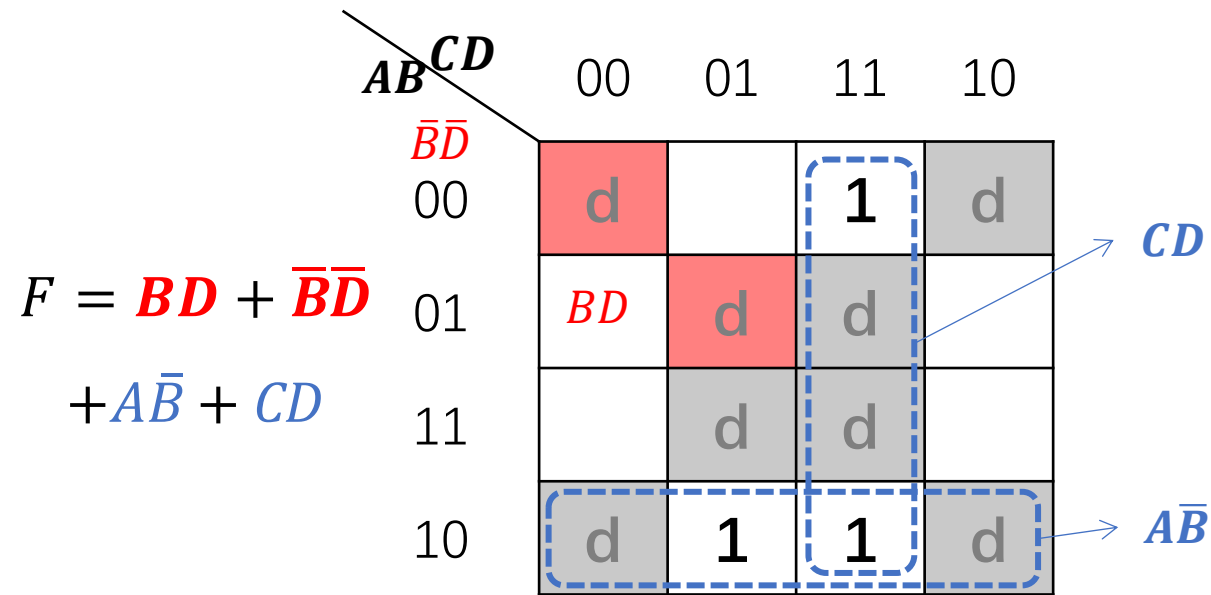 AB CD 00 01 11 10
B̅D̅
00 d 1 d
CD
F = BD + B̅D̅
01 BD d d
+AB̅ + CD
11 d d
10 d 1 1 d
AB̅